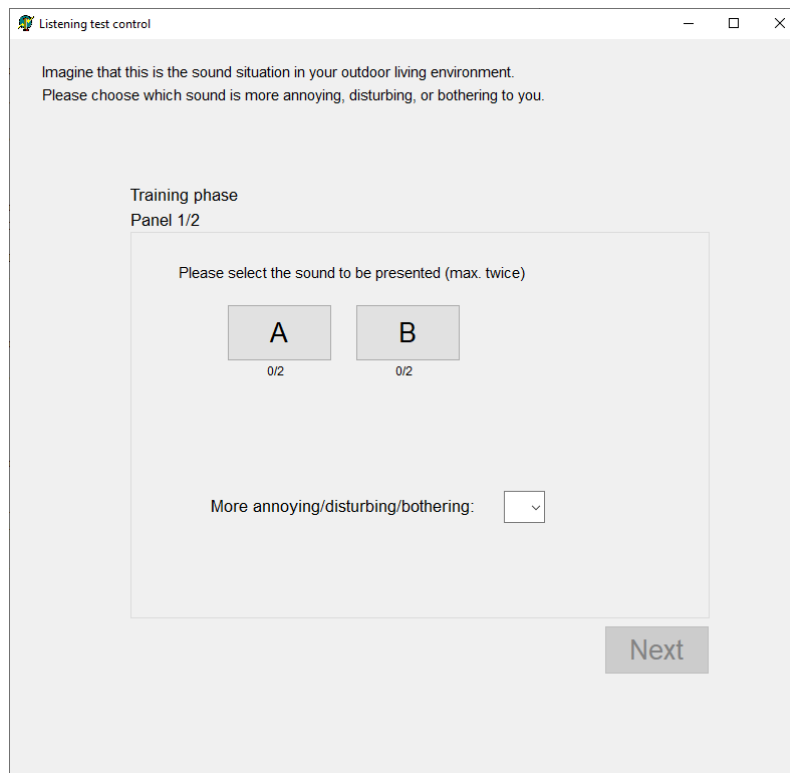 Listening test control
Imagine that this is the sound situation in your outdoor living environment.
Please choose which sound is more annoying, disturbing, or bothering to you.
Training phase
Panel 1/2
Please select the sound to be presented (max. twice)
A B
0/2 0/2
More annoying/disturbing/bothering:
Next